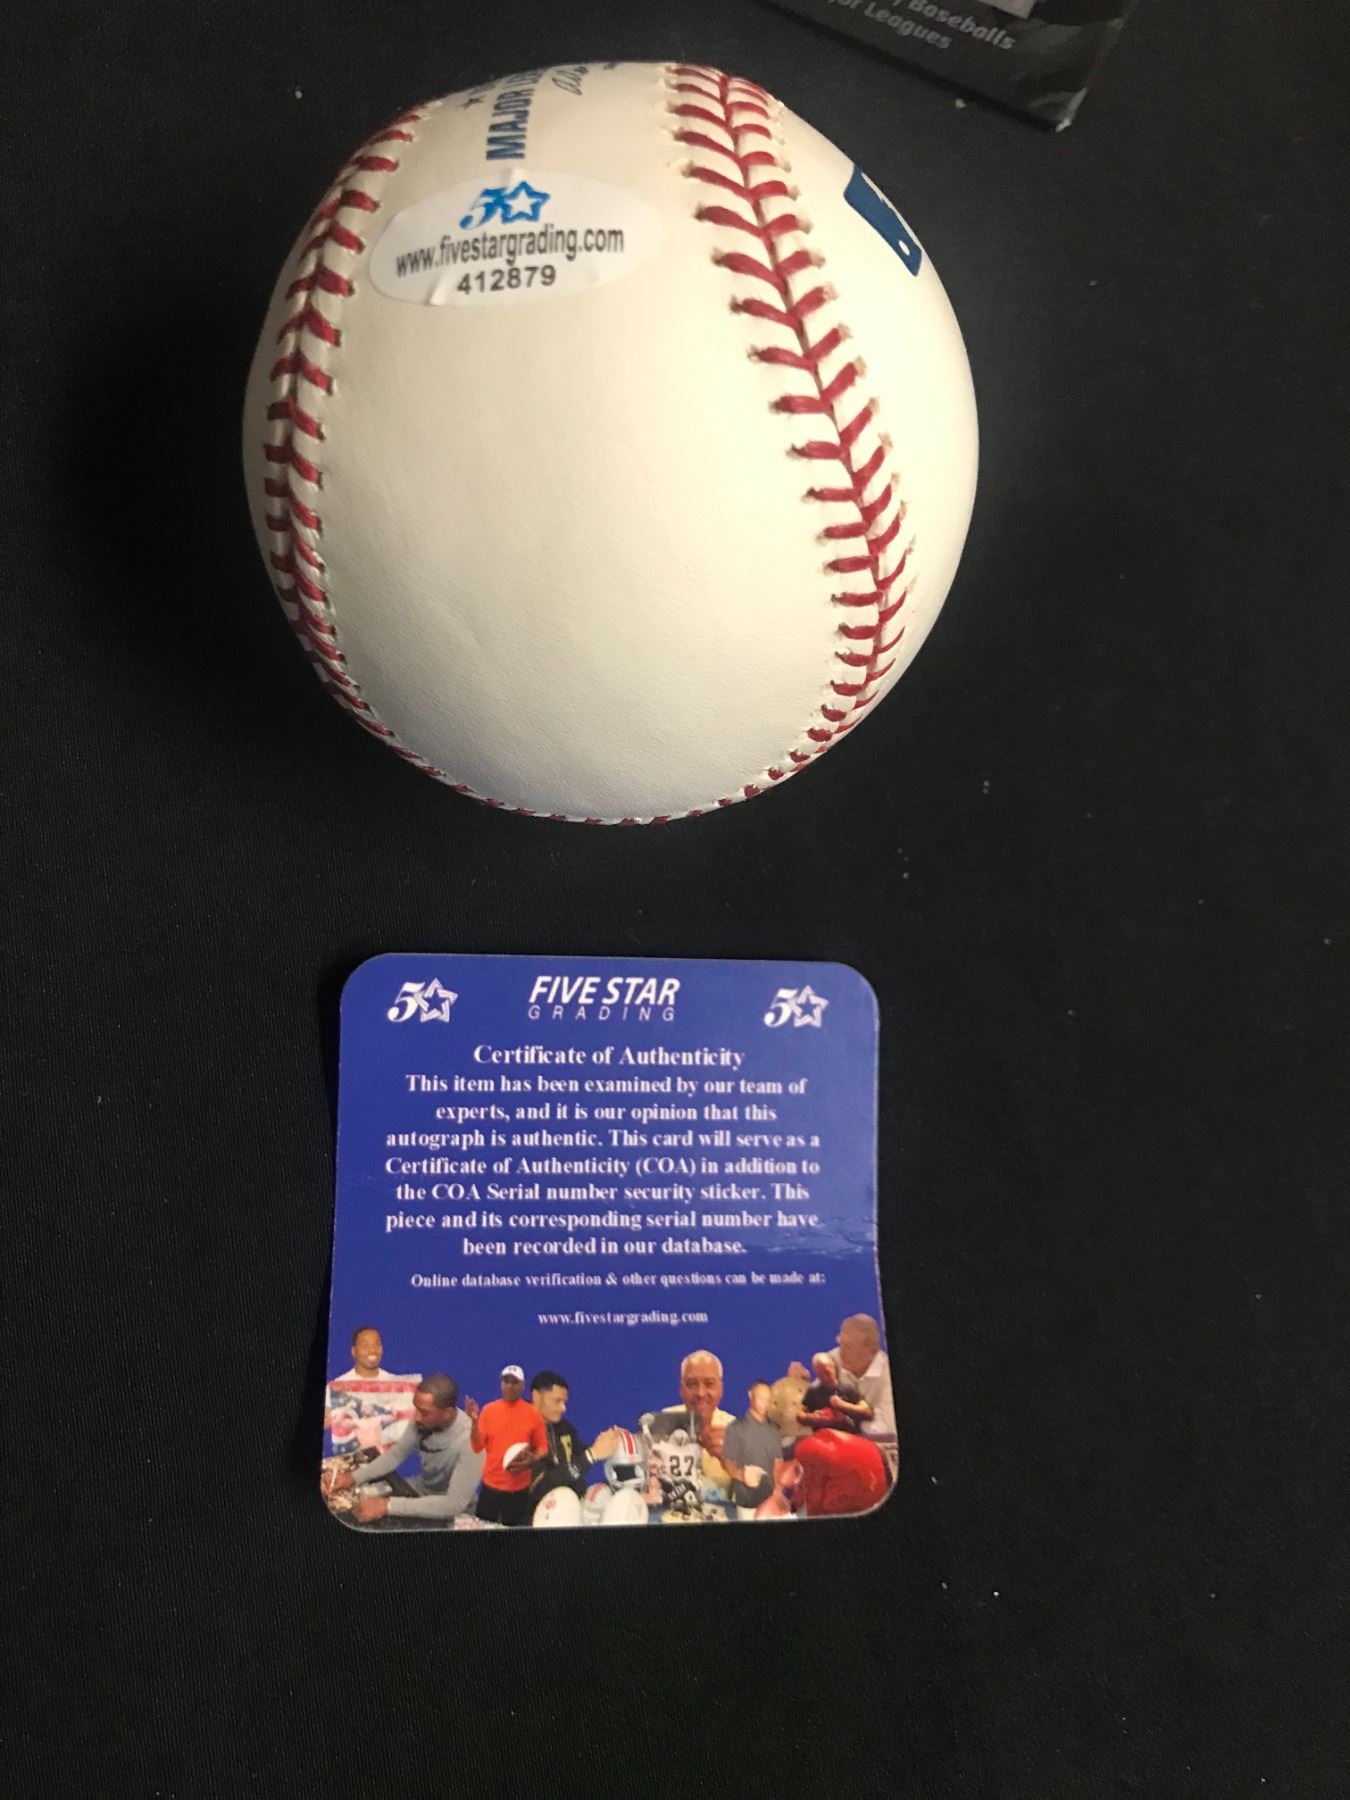 Baseballs
Leagues
MAJOR
5
www.fivestargrading.com
412879
5 FIVE STAR 5
GRADING
Certificate of Authenticity
This item has been examined by our team of
experts, and it is our opinion that this
autograph is authentic. This card will serve as a
Certificate of Authenticity (COA) in addition to
the COA Serial number security sticker. This
piece and its corresponding serial number have
been recorded in our database.
Online database verification & other questions can be made at:
www.fivestargrading.com
27